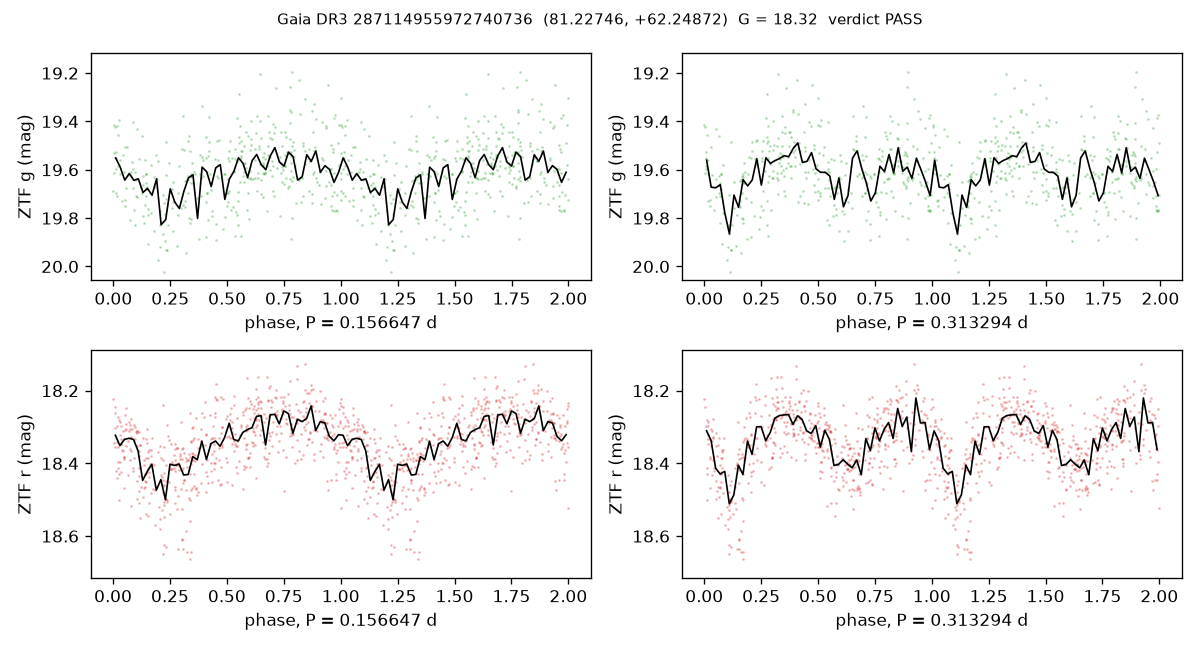 Gaia DR3 287114955972740736 (81.22746, +62.24872) G = 18.32 verdict PASS
ZTF g (mag)
19.2
19.4
19.6
19.8
20.0
0.00 0.25 0.50 0.75 1.00 1.25 1.50 1.75 2.00
phase, P = 0.156647 d
ZTF g (mag)
19.2
19.4
19.6
19.8
20.0
0.00 0.25 0.50 0.75 1.00 1.25 1.50 1.75 2.00
phase, P = 0.313294 d
ZTF r (mag)
18.2
18.4
18.6
0.00 0.25 0.50 0.75 1.00 1.25 1.50 1.75 2.00
phase, P = 0.156647 d
ZTF r (mag)
18.2
18.4
18.6
0.00 0.25 0.50 0.75 1.00 1.25 1.50 1.75 2.00
phase, P = 0.313294 d